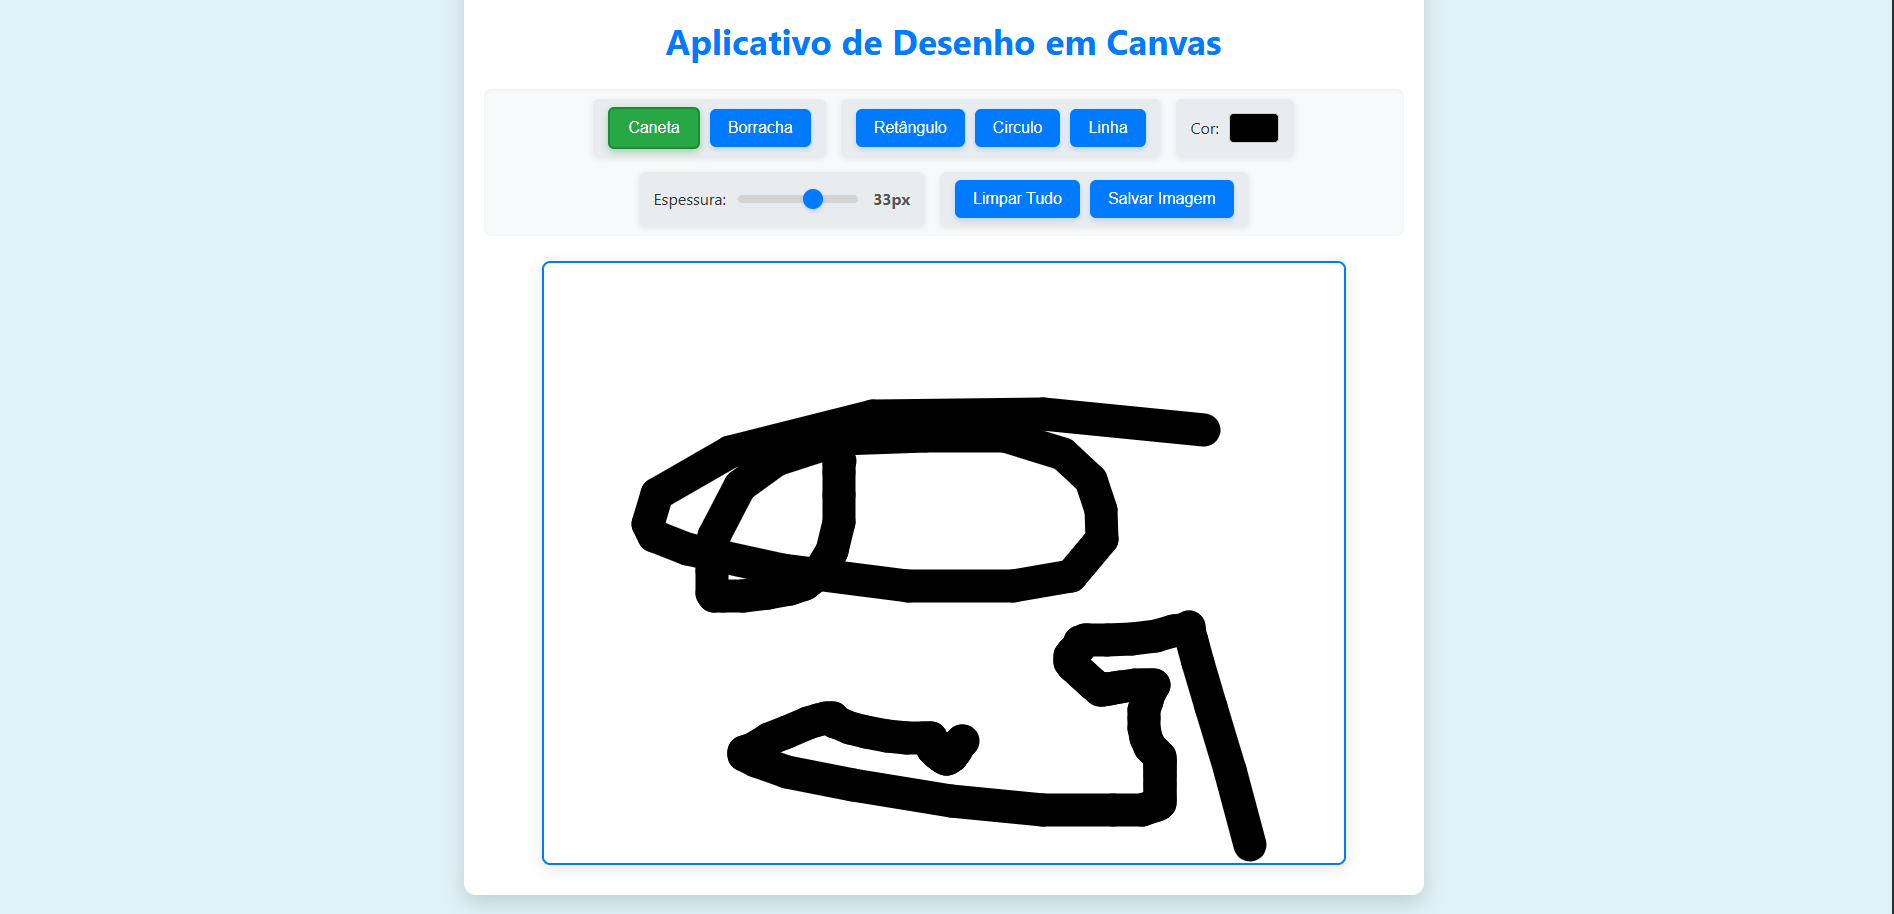 Aplicativo de Desenho em Canvas
Caneta Borracha Retângulo Circulo Linha Cor:
Espessura: 33px Limpar Tudo Salvar Imagem